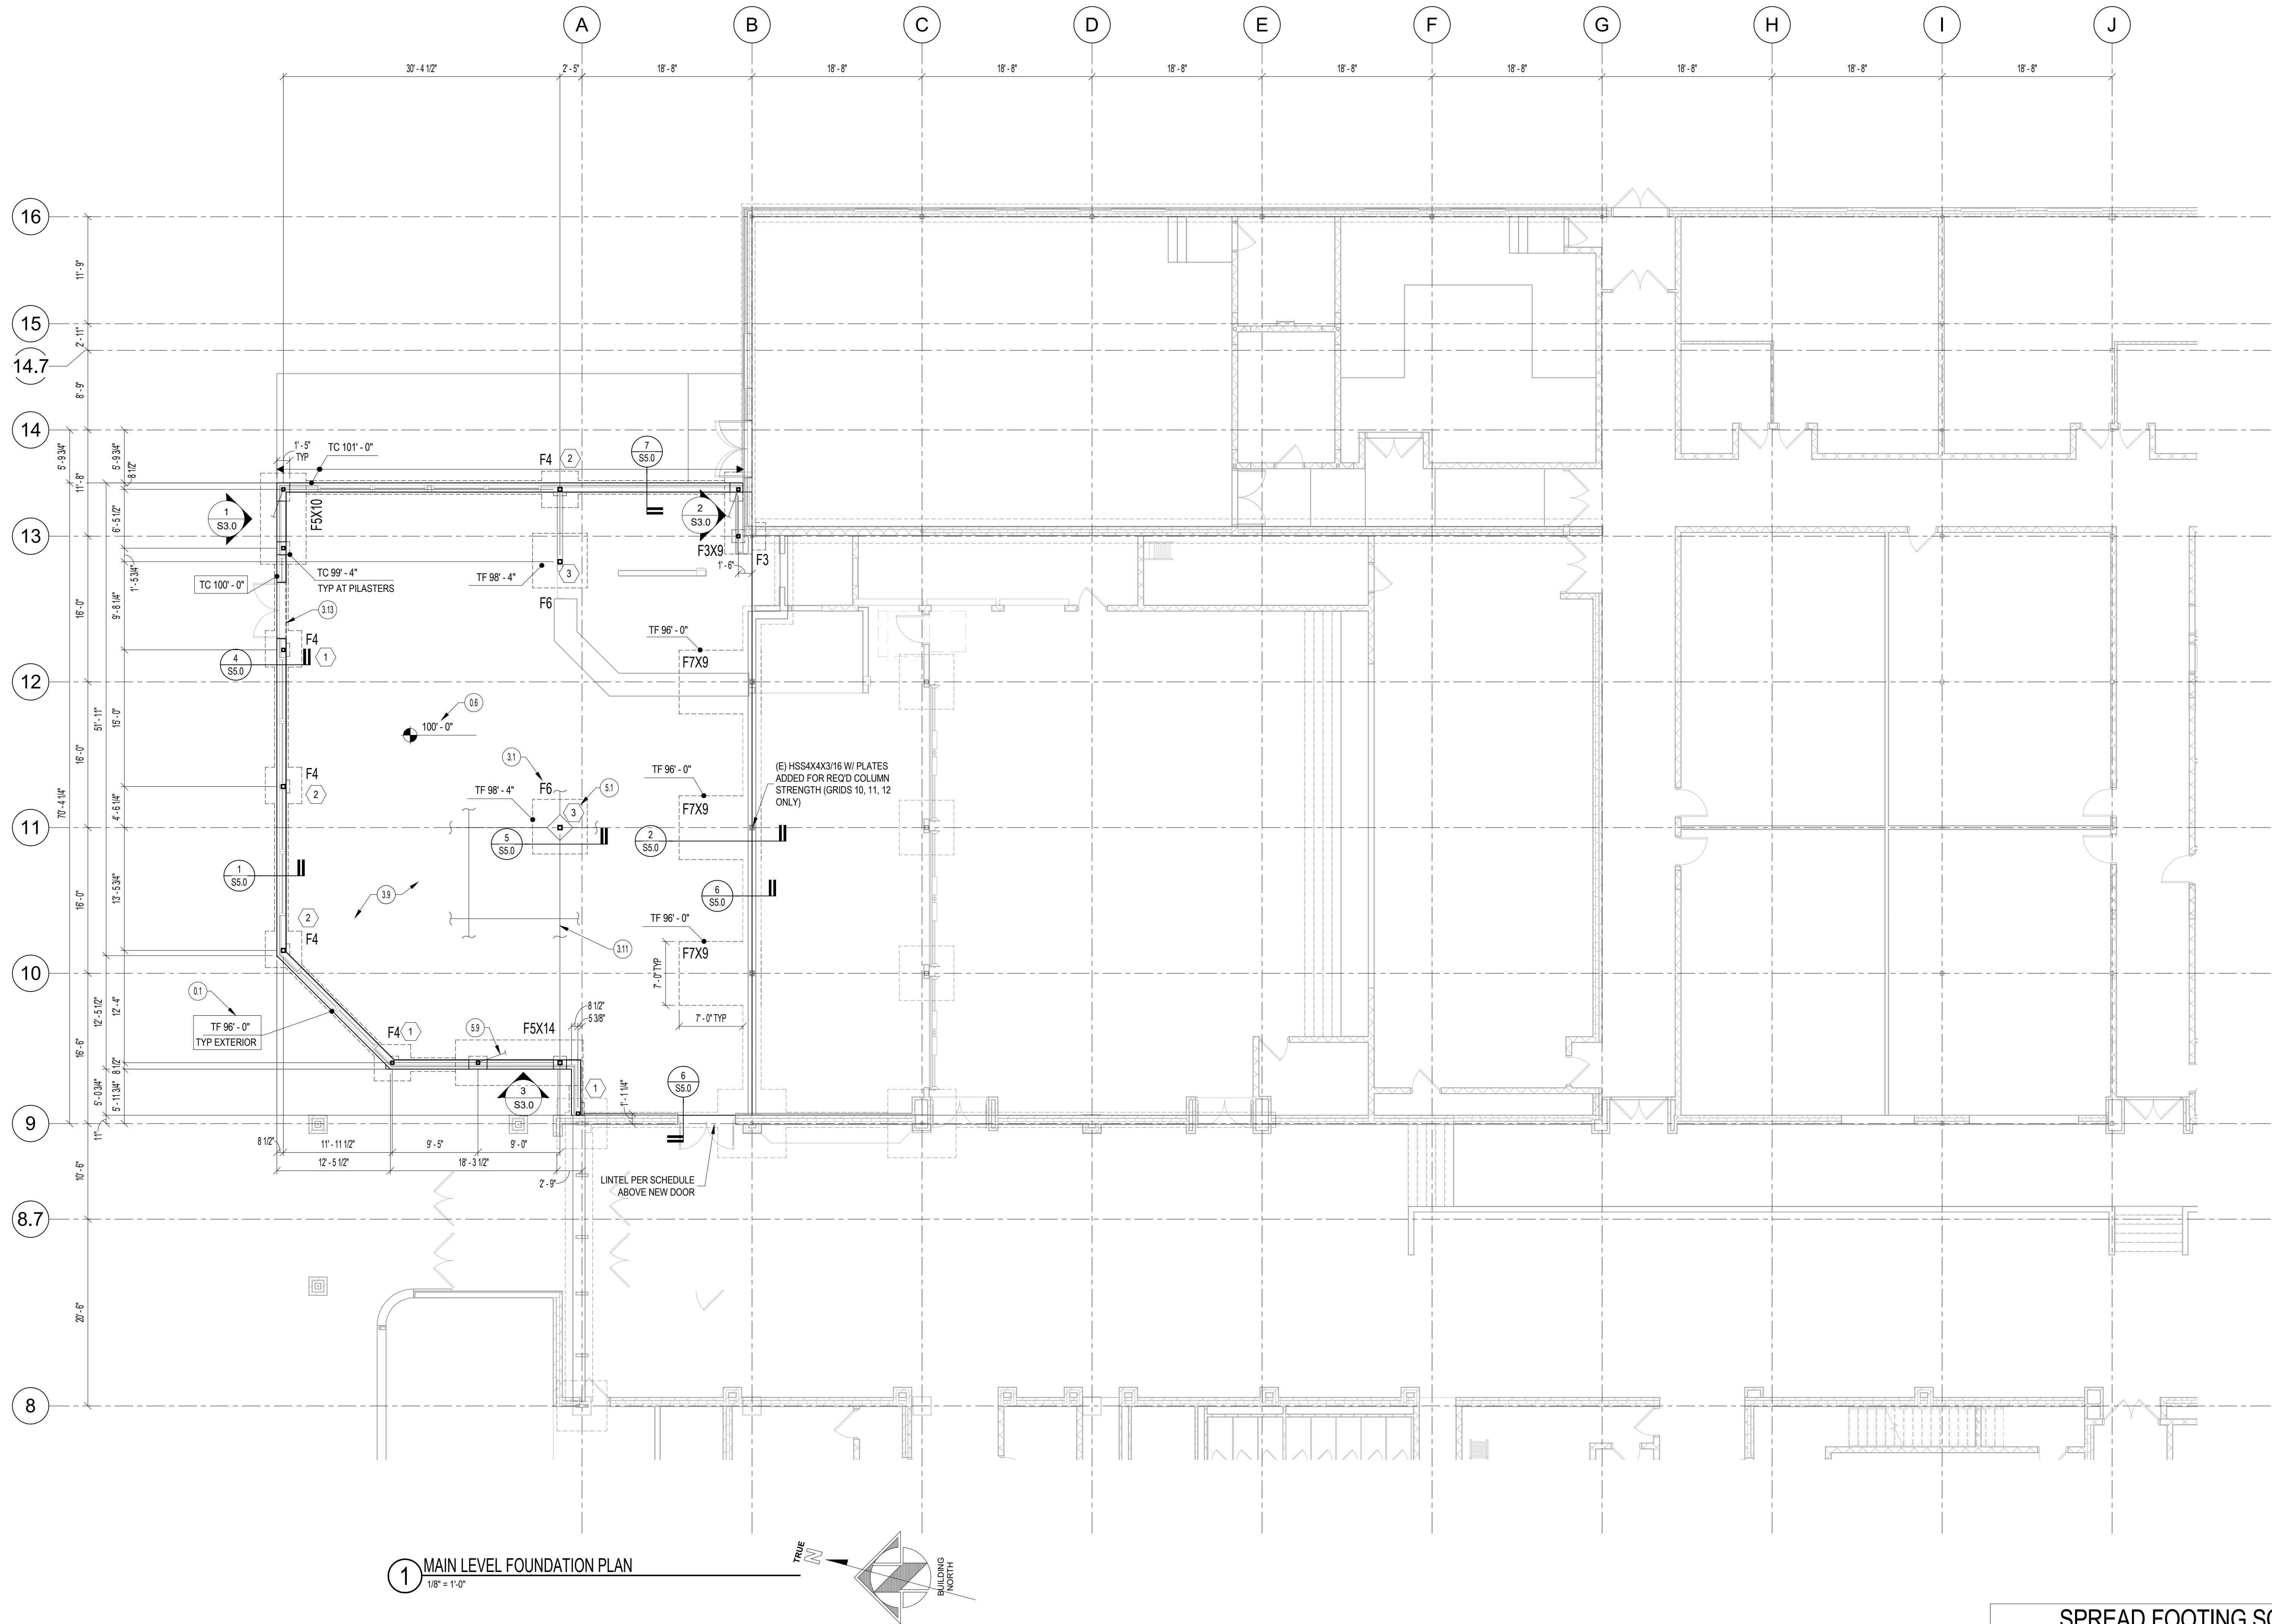 A
B
C
D
E
F
G
H
I
J
30' - 4 1/2"
2' - 5"
18' - 8"
18' - 8"
18' - 8"
18' - 8"
18' - 8"
18' - 8"
18' - 8"
18' - 8"
18' - 8"
16
15
14.7
14
13
12
11
10
9
8.7
8
11' - 9"
2' - 11"
8' - 9"
11' - 8"
16' - 0"
16' - 0"
16' - 0"
16' - 6"
10' - 6"
20' - 6"
5' - 9 3/4"
70' - 4 1/4"
51' - 11"
12' - 5 1/2"
5' - 0 3/4"
11"
5' - 9 3/4"
8 1/2"
6' - 5 1/2"
1' - 5 3/4"
9' - 8 1/4"
15' - 0"
4' - 6 1/4"
13' - 5 3/4"
12' - 4"
8 1/2"
5' - 11 3/4"
1' - 5"
TYP
TC 101' - 0"
F4
2
7
S5.0
1
S3.0
F5X10
2
S3.0
F3X9
F3
1' - 6"
TC 100' - 0"
TC 99' - 4"
TYP AT PILASTERS
TF 98' - 4"
3
F6
3.13
F4
1
4
S5.0
TF 96' - 0"
F7X9
0.6
100' - 0"
3.1
F6
5.1
TF 98' - 4"
3
5
S5.0
F4
2
TF 96' - 0"
F7X9
2
S5.0
(E) HSS4X4X3/16 W/ PLATES
ADDED FOR REQ'D COLUMN
STRENGTH (GRIDS 10, 11, 12
ONLY)
1
S5.0
3.9
6
S5.0
2
F4
3.11
TF 96' - 0"
F7X9
7' - 0" TYP
7' - 0" TYP
0.1
TF 96' - 0"
TYP EXTERIOR
F4
1
5.9
F5X14
8 1/2"
5 3/8"
3
S3.0
1
1' - 1 1/4"
6
S5.0
8 1/2"
11' - 11 1/2"
9' - 5"
9' - 0"
12' - 5 1/2"
18' - 3 1/2"
2' - 9"
LINTEL PER SCHEDULE
ABOVE NEW DOOR
1
MAIN LEVEL FOUNDATION PLAN
1/8" = 1'-0"
TRUE
N
BUILDING
NORTH
SPREAD FOOTING SC